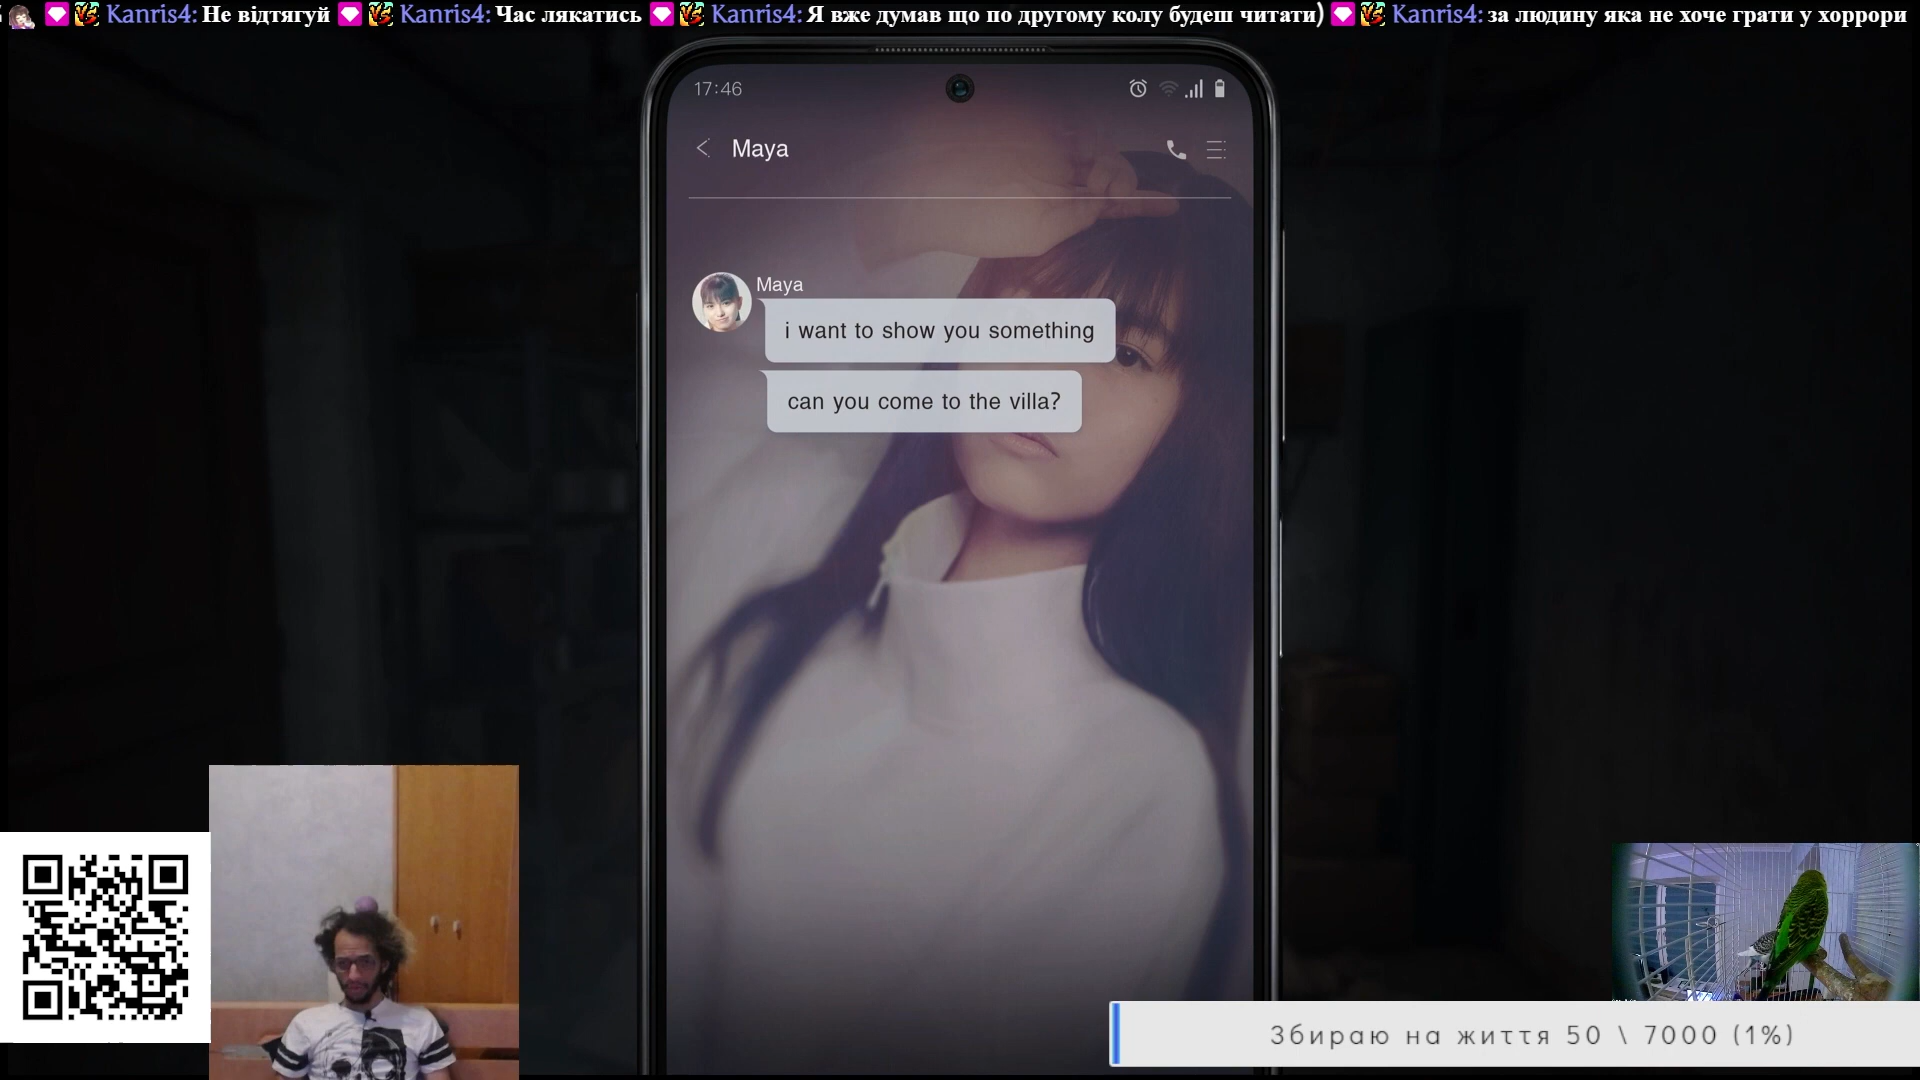 Kanris4: Не відтягуй Kanris4: Час лякатись Kanris4: Я вже думав що по другому колу будеш читати) Kanris4: за людину яка не хоче грати у хоррори
17:46
Maya
Maya
i want to show you something
can you come to the villa?
Збираю на життя 50 \ 7000 (1%)